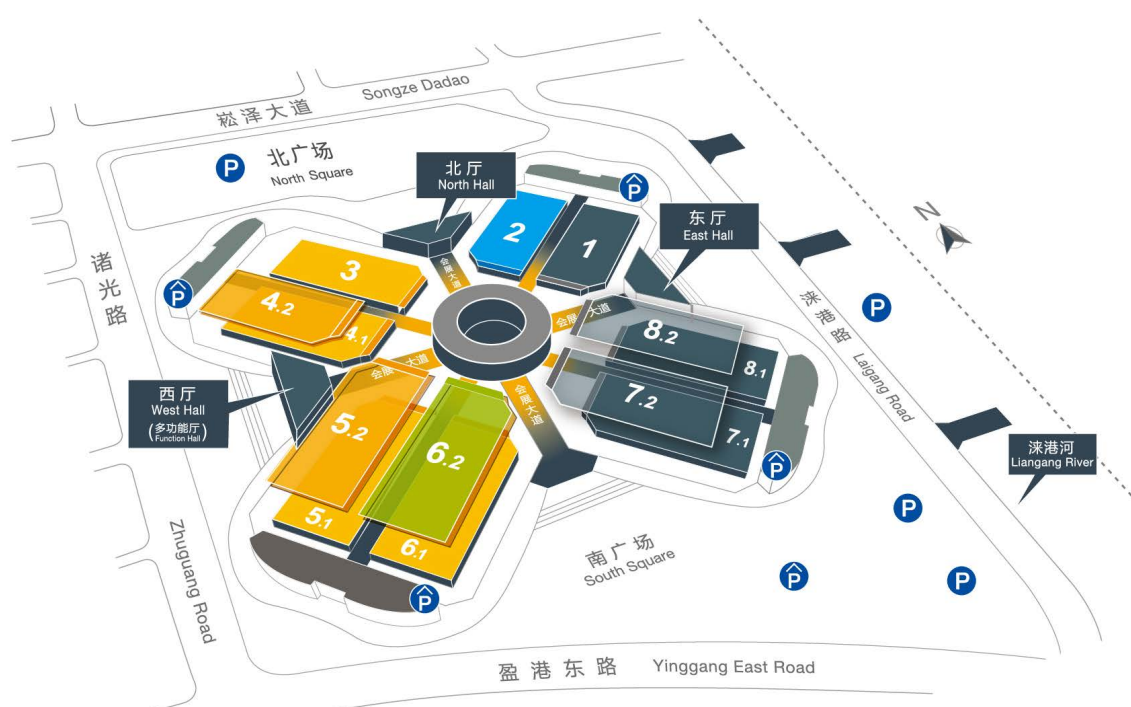 崧泽大道
Songze Dadao
P
北广场
North Square
北厅
North Hall
P
东厅
East Hall
N
诸光路
P
2
1
3
4.2
4.1
会展大道
会展大道
会展大道
会展大道
8.2
8.1
7.2
7.1
涞港路
Laigang Road
P
西厅
West Hall
(多功能厅)
Function Hall
5.2
6.2
5.1
6.1
P
涞港河
Liangang River
P
P
P
南广场
South Square
P
Zhuguang Road
盈港东路
Yinggang East Road